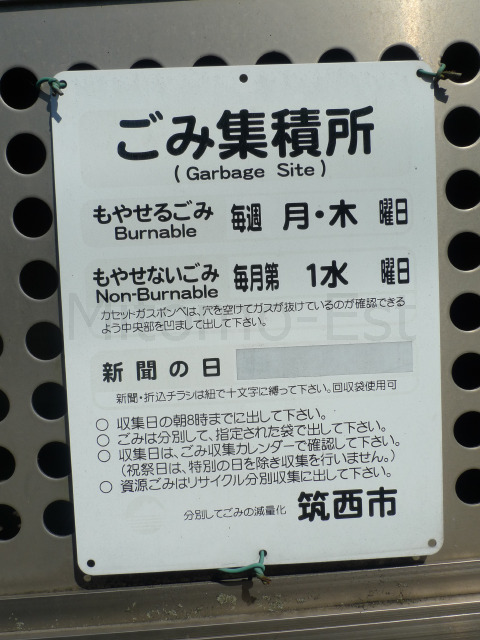 ごみ集積所
(Garbage Site)
もやせるごみ 毎週 月・木 曜日
Burnable
もやせないごみ 毎月第 1水 曜日
Non-Burnable
カセットガスボンベは、穴を空けてガスが抜けているのが確認できる
よう中央部を凹まして出して下さい。
新聞の日
新聞・折込チラシは紐で十文字に縛って下さい。回収袋使用可
○ 収集日の朝8時までに出して下さい。
○ ごみは分別して、指定された袋で出して下さい。
○ 収集日は、ごみ収集カレンダーで確認して下さい。
(祝祭日は、特別の日を除き収集を行いません。)
○ 資源ごみはリサイクル分別収集に出して下さい。
分別してごみの減量化 筑西市